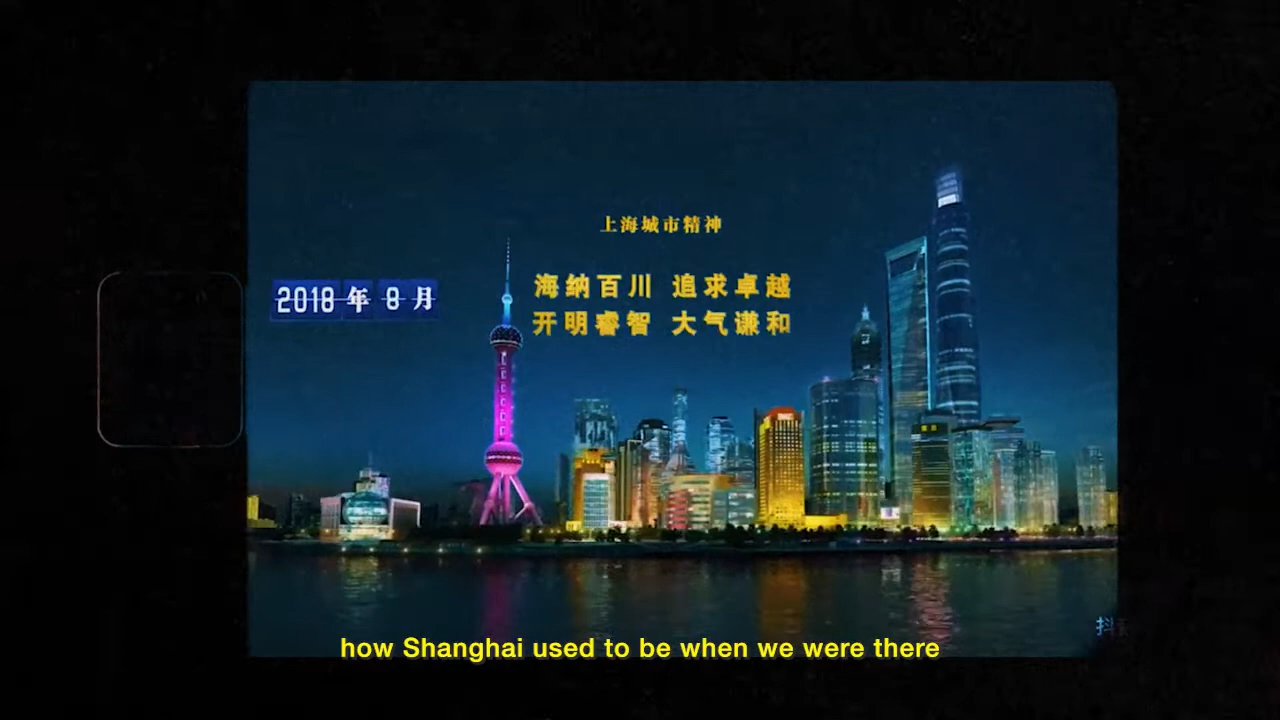 上海城市精神
2018 年 8 月
海纳百川 追求卓越
开明睿智 大气谦和
抖
how Shanghai used to be when we were there